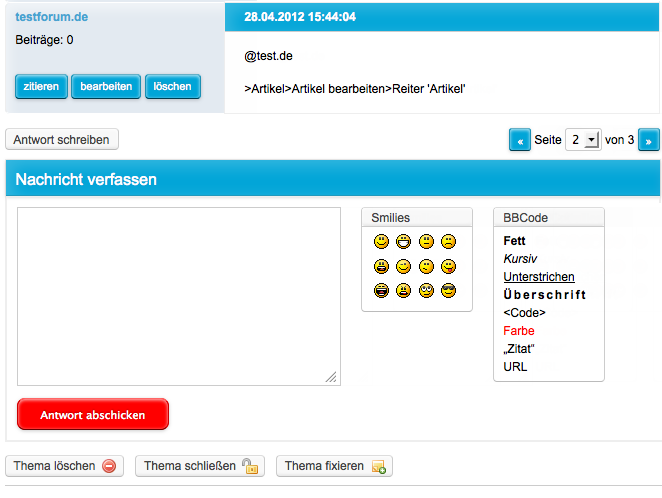 testforum.de
28.04.2012 15:44:04
Beiträge: 0
@test.de
zitieren bearbeiten löschen
>Artikel>Artikel bearbeiten>Reiter 'Artikel'
Antwort schreiben
« Seite 2 von 3 »
Nachricht verfassen
Smilies
BBCode
Fett
Kursiv
Unterstrichen
Überschrift
<Code>
Farbe
„Zitat“
URL
Antwort abschicken
Thema löschen Thema schließen Thema fixieren